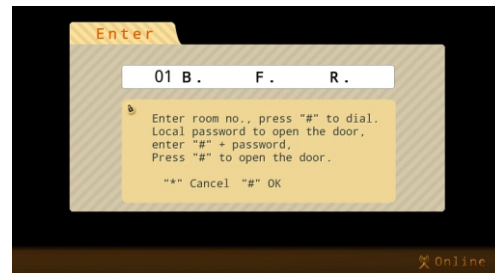 Enter
01 B. F. R.
Enter room no., press "#" to dial.
Local password to open the door,
enter "#" + password,
Press "#" to open the door.
"*" Cancel "#" OK
Online